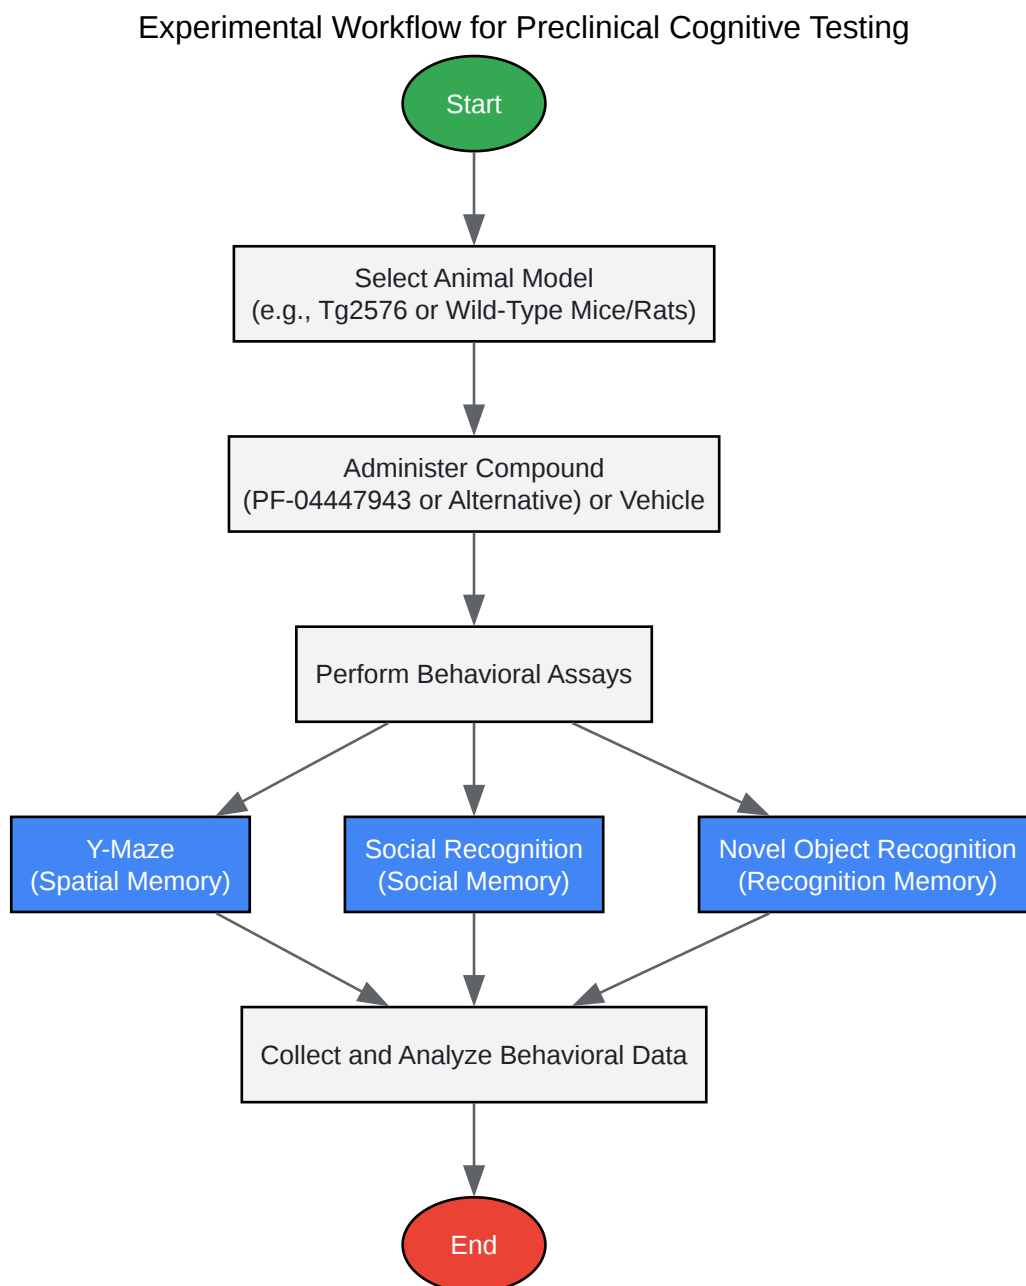 Experimental Workflow for Preclinical Cognitive Testing
Start
Select Animal Model
(e.g., Tg2576 or Wild-Type Mice/Rats)
Administer Compound
(PF-04447943 or Alternative) or Vehicle
Perform Behavioral Assays
Y-Maze
(Spatial Memory)
Social Recognition
(Social Memory)
Novel Object Recognition
(Recognition Memory)
Collect and Analyze Behavioral Data
End